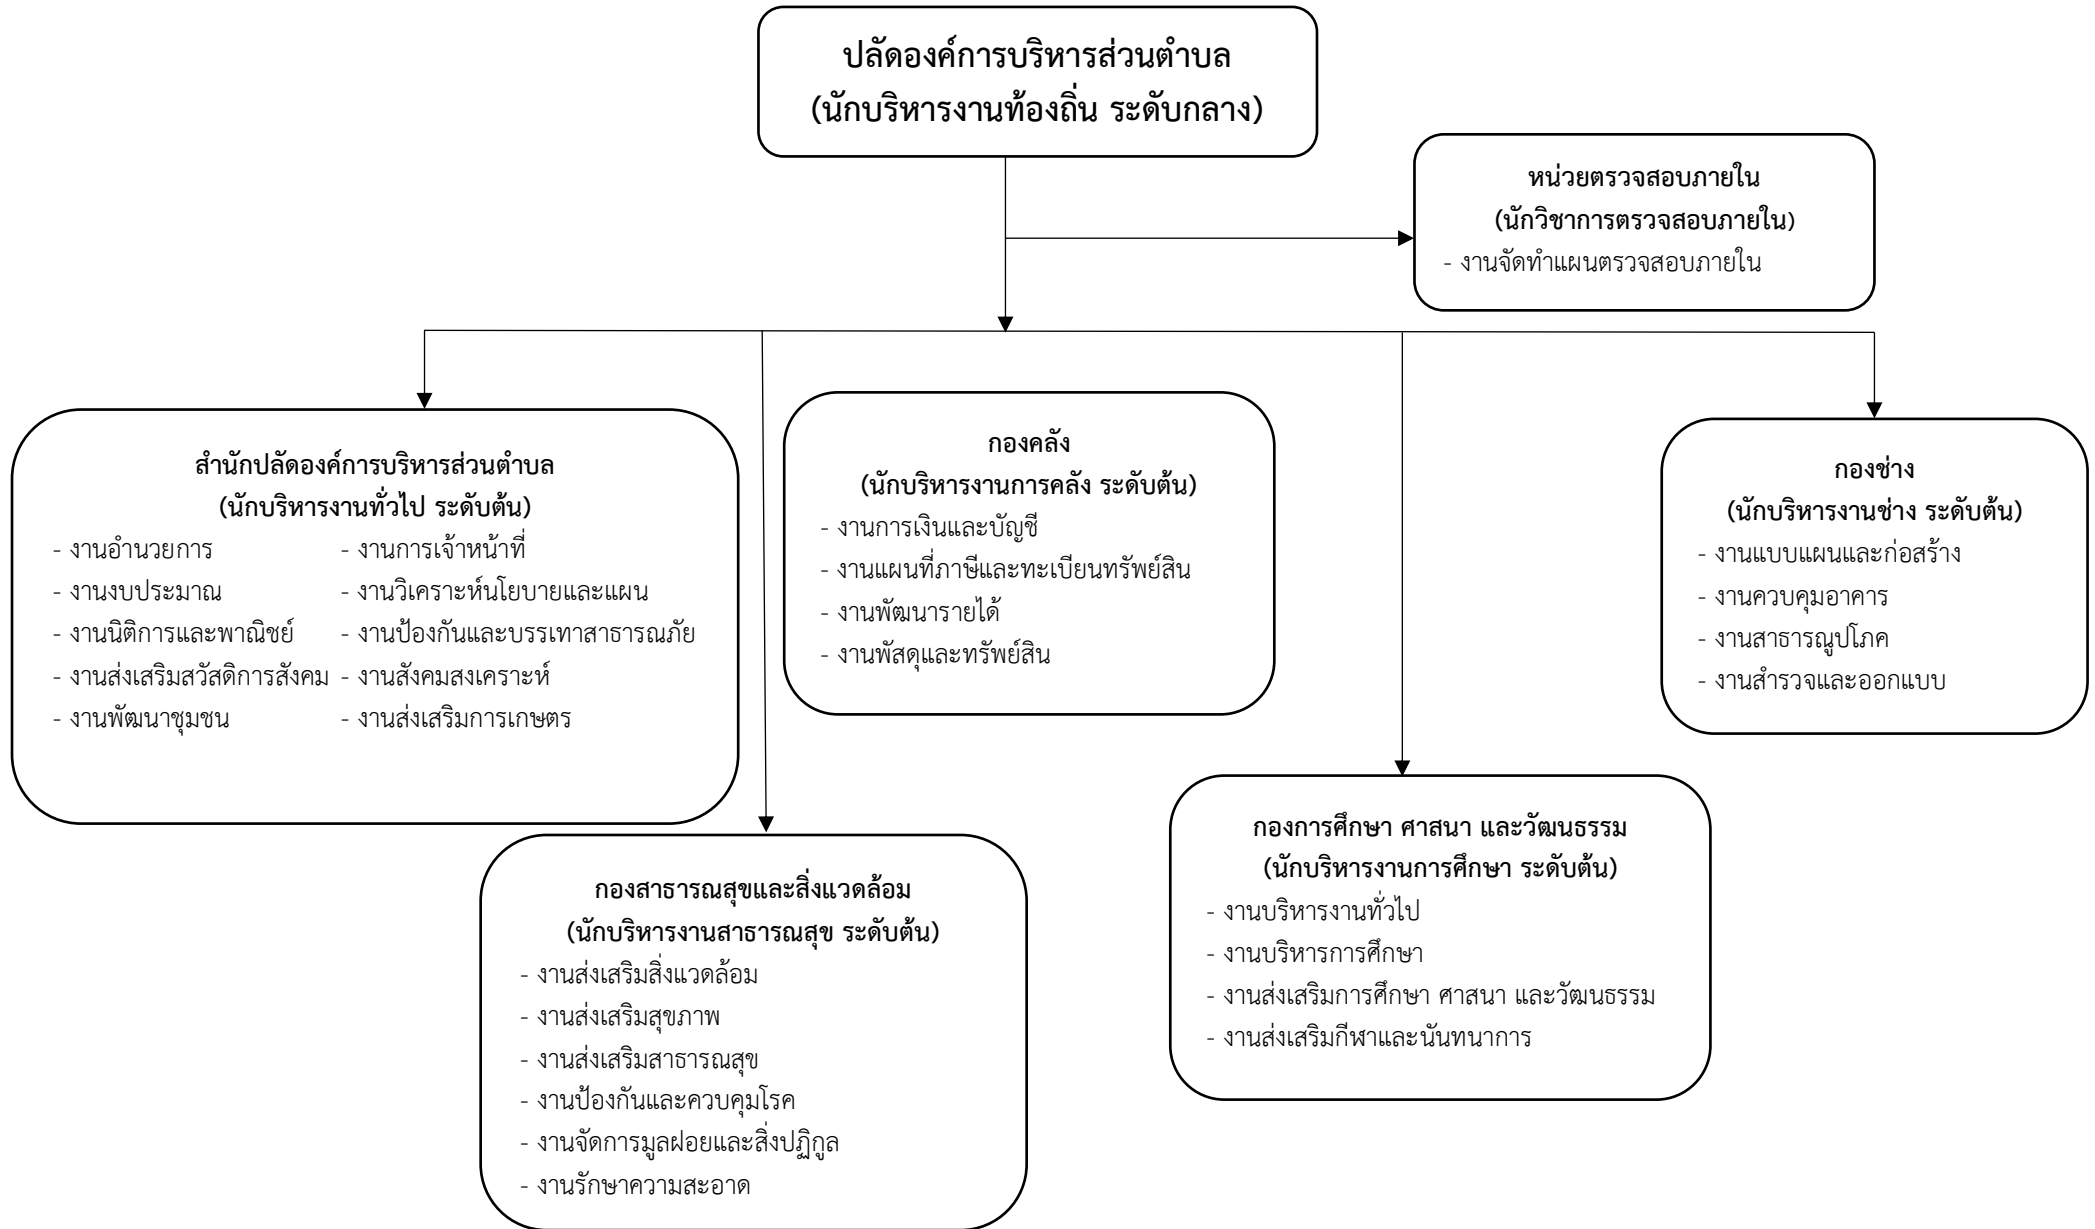 ปลัดองค์การบริหารส่วนตำบล
(นักบริหารงานท้องถิ่น ระดับกลาง)
หน่วยตรวจสอบภายใน
(นักวิชาการตรวจสอบภายใน)
- งานจัดทำแผนตรวจสอบภายใน
สำนักปลัดองค์การบริหารส่วนตำบล
(นักบริหารงานทั่วไป ระดับต้น)
- งานอำนวยการ - งานการเจ้าหน้าที่
- งานงบประมาณ - งานวิเคราะห์นโยบายและแผน
- งานนิติการและพาณิชย์ - งานป้องกันและบรรเทาสาธารณภัย
- งานส่งเสริมสวัสดิการสังคม - งานสังคมสงเคราะห์
- งานพัฒนาชุมชน - งานส่งเสริมการเกษตร
กองคลัง
(นักบริหารงานการคลัง ระดับต้น)
- งานการเงินและบัญชี
- งานแผนที่ภาษีและทะเบียนทรัพย์สิน
- งานพัฒนารายได้
- งานพัสดุและทรัพย์สิน
กองช่าง
(นักบริหารงานช่าง ระดับต้น)
- งานแบบแผนและก่อสร้าง
- งานควบคุมอาคาร
- งานสาธารณูปโภค
- งานสำรวจและออกแบบ
กองสาธารณสุขและสิ่งแวดล้อม
(นักบริหารงานสาธารณสุข ระดับต้น)
- งานส่งเสริมสิ่งแวดล้อม
- งานส่งเสริมสุขภาพ
- งานส่งเสริมสาธารณสุข
- งานป้องกันและควบคุมโรค
- งานจัดการมูลฝอยและสิ่งปฏิกูล
- งานรักษาความสะอาด
กองการศึกษา ศาสนา และวัฒนธรรม
(นักบริหารงานการศึกษา ระดับต้น)
- งานบริหารงานทั่วไป
- งานบริหารการศึกษา
- งานส่งเสริมการศึกษา ศาสนา และวัฒนธรรม
- งานส่งเสริมกีฬาและนันทนาการ